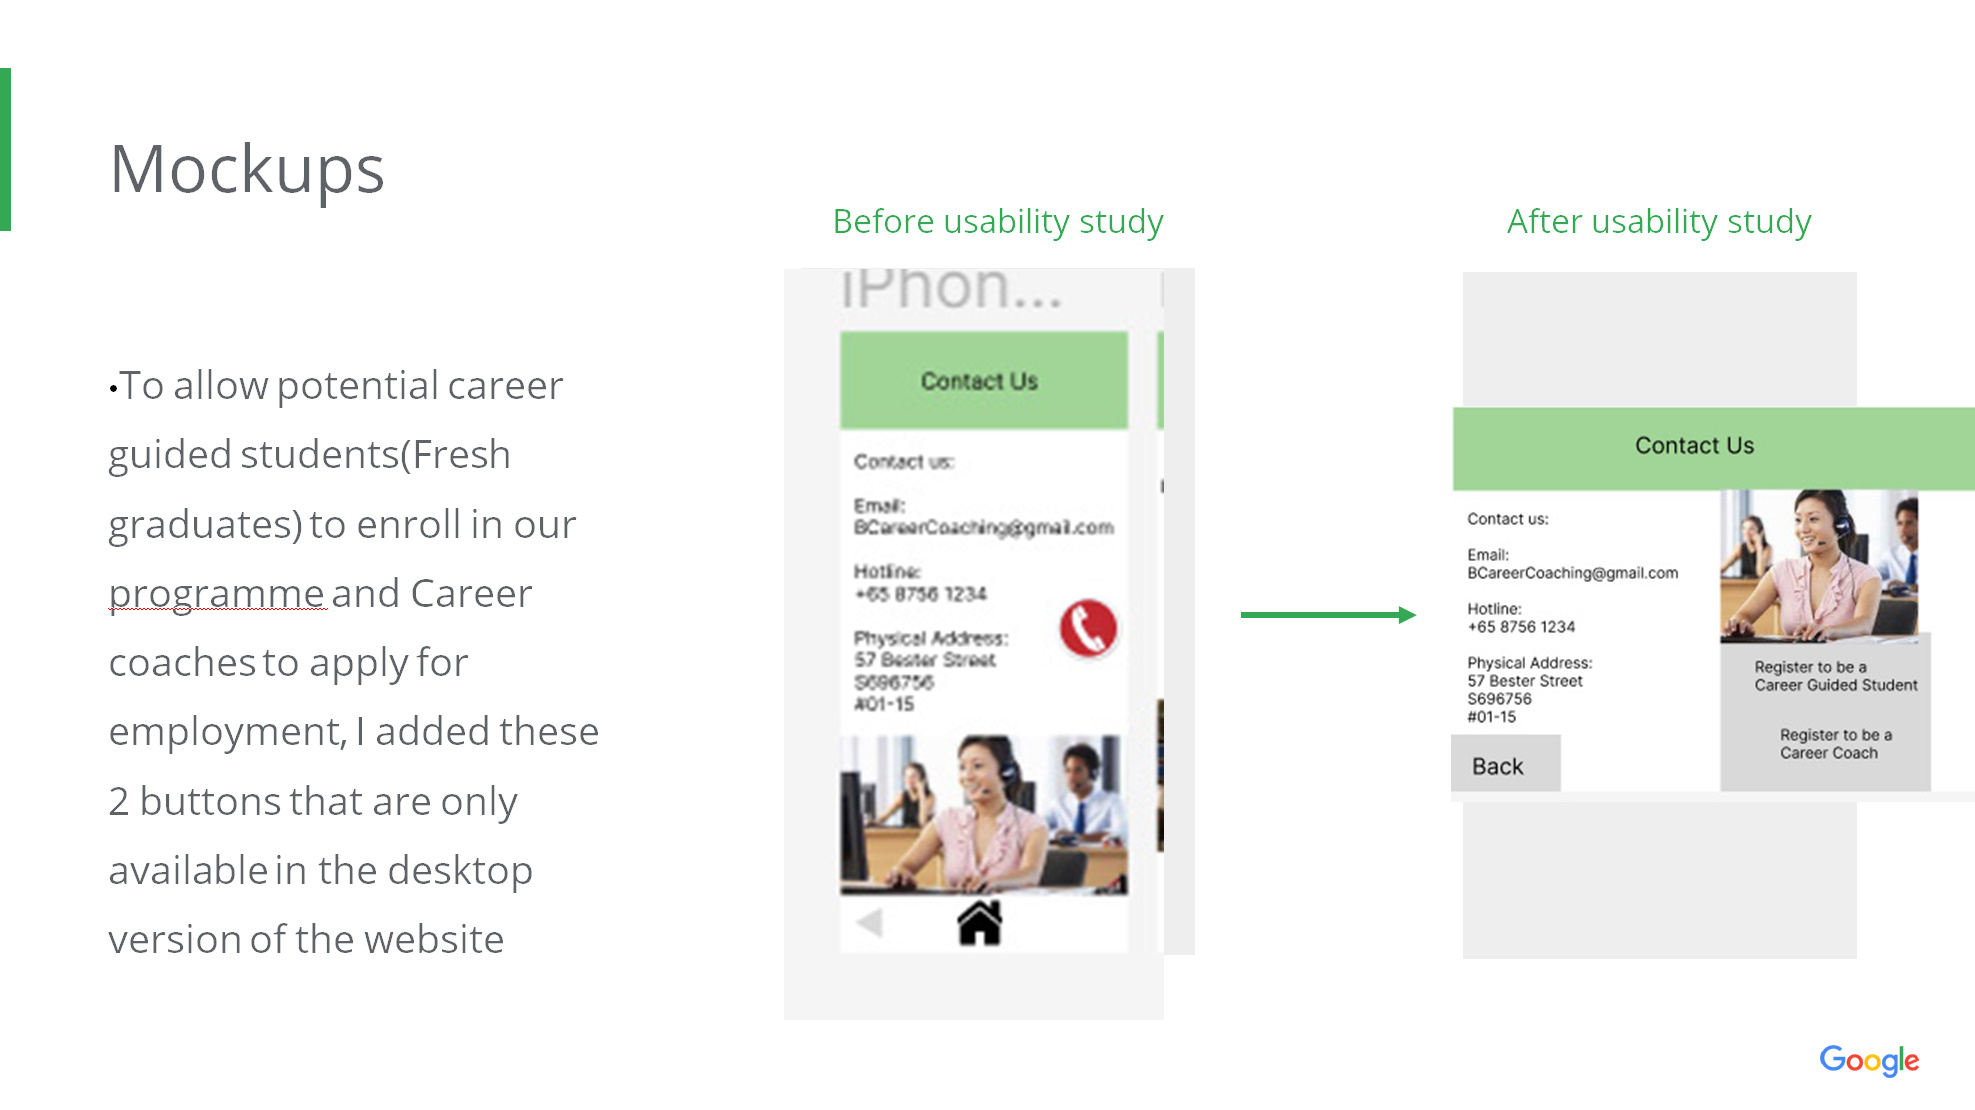 Mockups
Before usability study
After usability study
•To allow potential career
guided students(Fresh
graduates) to enroll in our
programme and Career
coaches to apply for
employment, I added these
2 buttons that are only
available in the desktop
version of the website
iPhon...
Contact Us
Contact us:
Email:
BCareerCoaching@gmail.com
Hotline:
+65 8756 1234
Physical Address:
57 Bester Street
S696756
#01-15
Contact Us
Contact us:
Email:
BCareerCoaching@gmail.com
Hotline:
+65 8756 1234
Physical Address:
57 Bester Street
S696756
#01-15
Back
Register to be a
Career Guided Student
Register to be a
Career Coach
Google